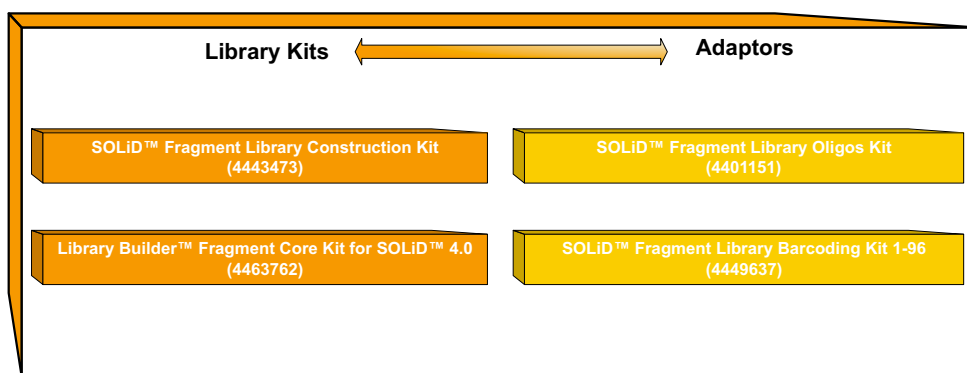 Library Kits
Adaptors
SOLiD™ Fragment Library Construction Kit
(4443473)
SOLiD™ Fragment Library Oligos Kit
(4401151)
Library Builder™ Fragment Core Kit for SOLiD™ 4.0
(4463762)
SOLiD™ Fragment Library Barcoding Kit 1-96
(4449637)